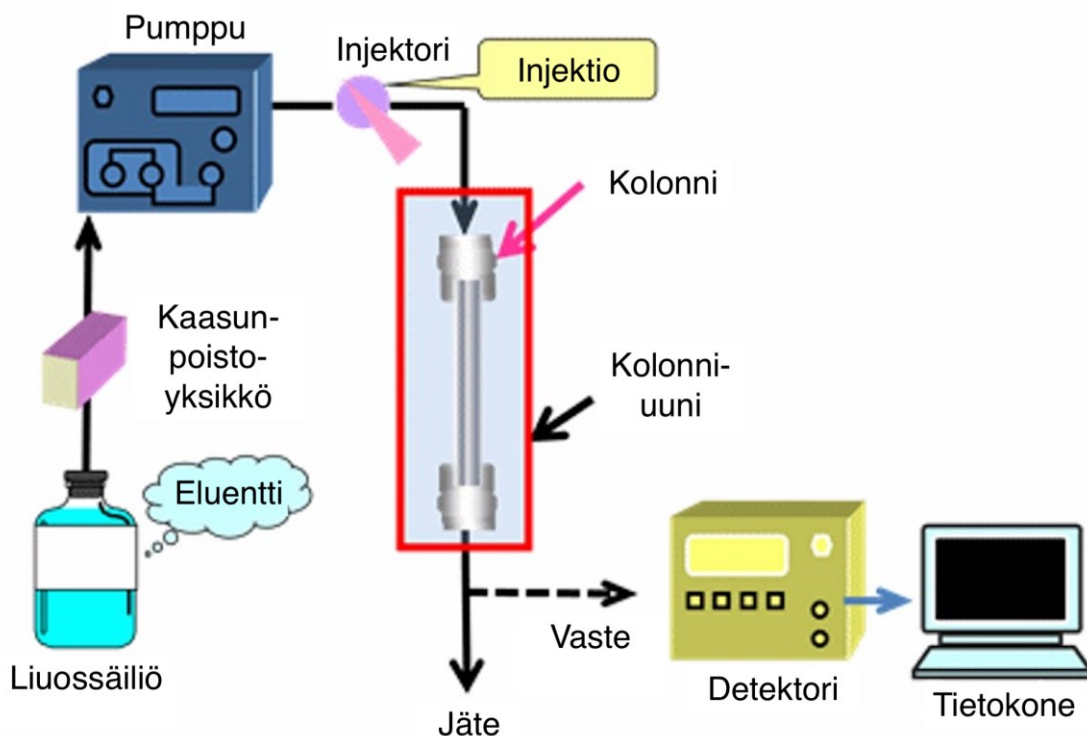 Pumppu
Injektori
Injektio
Kolonni
Kaasun-
poisto-
yksikkö
Kolonni-
uuni
Eluentti
Liuossäiliö
Vaste
Jäte
Detektori
Tietokone